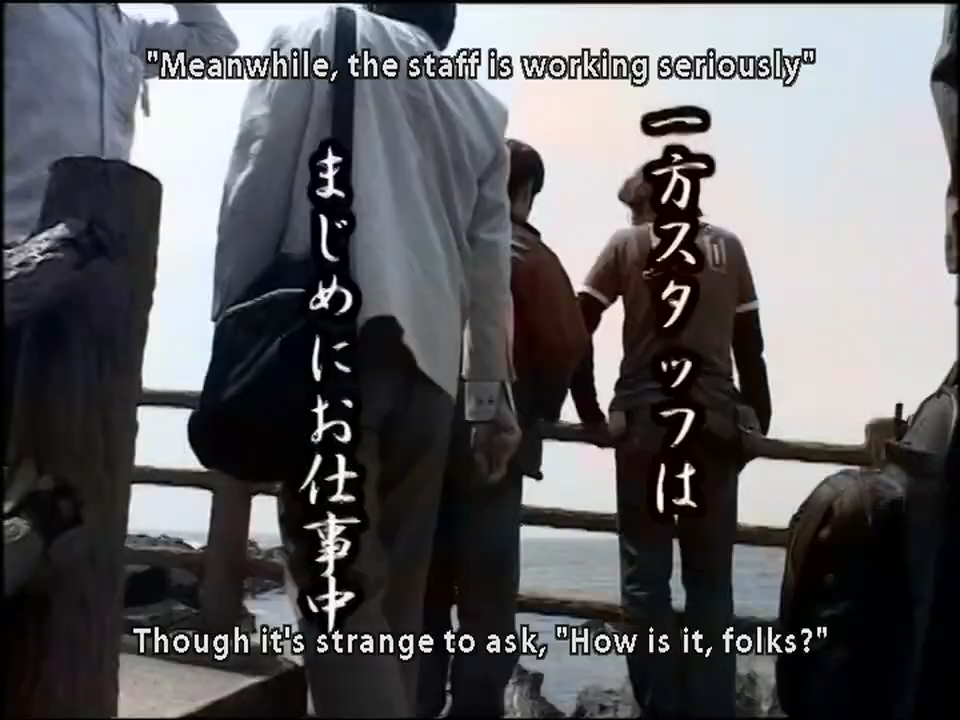 "Meanwhile, the staff is working seriously"
一方スタッフは
まじめにお仕事中
Though it's strange to ask, "How is it, folks?"